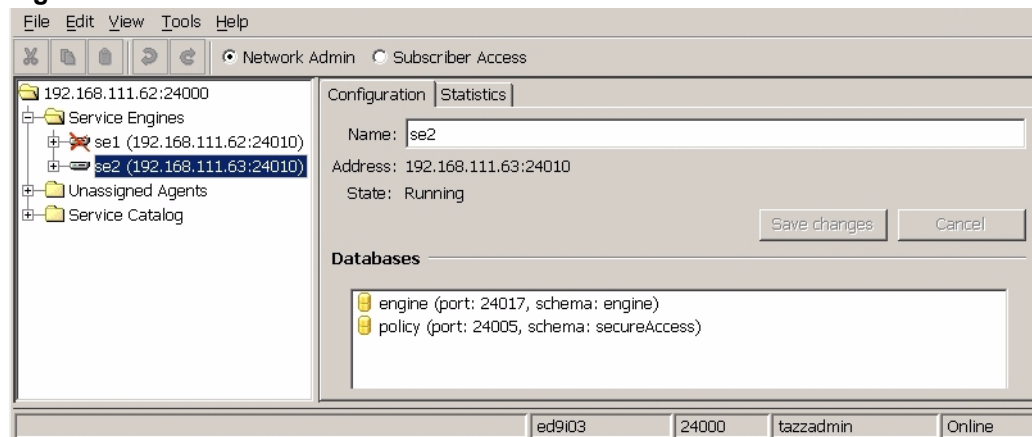 File Edit View Tools Help
Network Admin Subscriber Access
192.168.111.62:24000
Service Engines
se1 (192.168.111.62:24010)
se2 (192.168.111.63:24010)
Unassigned Agents
Service Catalog
Configuration Statistics
Name: se2
Address: 192.168.111.63:24010
State: Running
Save changes Cancel
Databases
engine (port: 24017, schema: engine)
policy (port: 24005, schema: secureAccess)
ed9i03 24000 tazzadmin Online